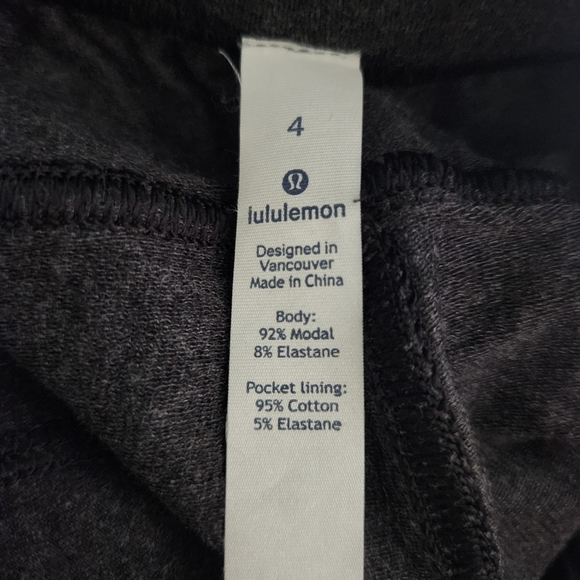 4
lululemon
Designed in
Vancouver
Made in China
Body:
92% Modal
8% Elastane
Pocket lining:
95% Cotton
5% Elastane